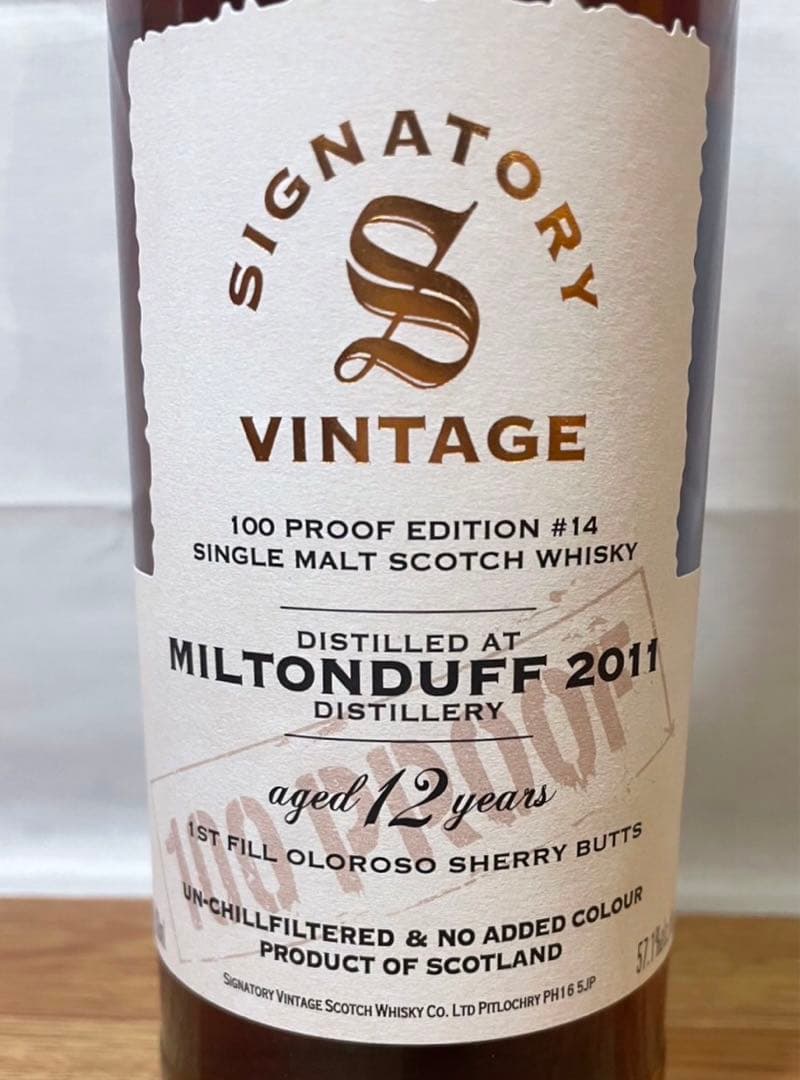 SIGNATORY
S
VINTAGE
100 PROOF EDITION #14
SINGLE MALT SCOTCH WHISKY
DISTILLED AT
MILTONDUFF 2011
DISTILLERY
aged 12 years
100 PROOF
1ST FILL OLOROSO SHERRY BUTTS
UN-CHILLFILTERED & NO ADDED COLOUR
PRODUCT OF SCOTLAND
57.1%
SIGNATORY VINTAGE SCOTCH WHISKY CO. LTD PITLOCHRY PH16 5JP